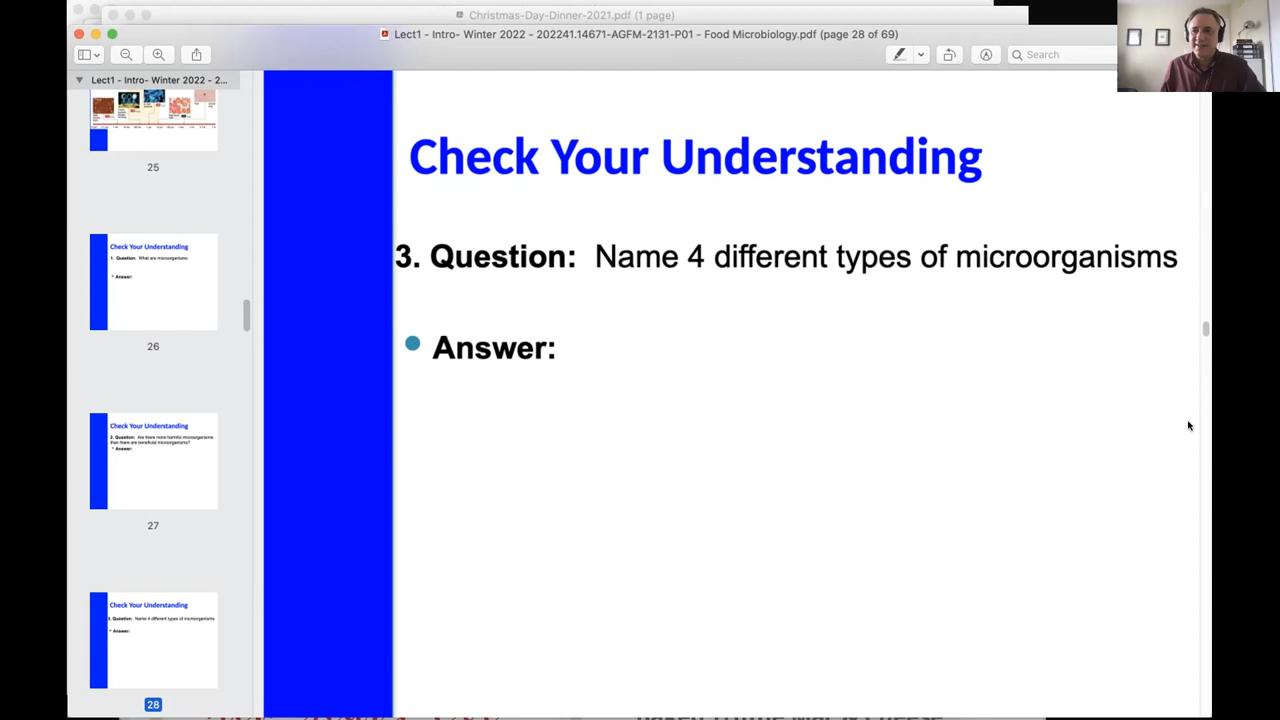 Christmas-Day-Dinner-2021.pdf (1 page)
Lect1 - Intro- Winter 2022 - 202241.14671-AGFM-2131-P01 - Food Microbiology.pdf (page 28 of 69)
Search
Lect1 - Intro- Winter 2022 - 2...
25
Check Your Understanding
1. Question: What are microorganisms
Answer:
26
Check Your Understanding
2. Question: Are there more harmful microorganisms
than there are beneficial microorganisms?
Answer:
27
Check Your Understanding
3. Question: Name 4 different types of microorganisms
Answer:
28
Check Your Understanding
3. Question: Name 4 different types of microorganisms
Answer: